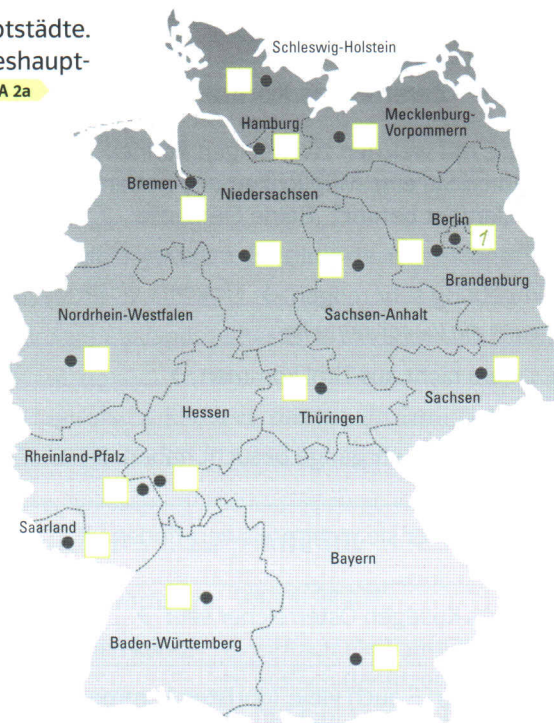 otstädte.
eshaupt-
A 2a
Schleswig-Holstein
Hamburg
Mecklenburg-
Vorpommern
Bremen
Niedersachsen
Berlin
1
Brandenburg
Nordrhein-Westfalen
Sachsen-Anhalt
Sachsen
Hessen
Thüringen
Rheinland-Pfalz
Saarland
Bayern
Baden-Württemberg